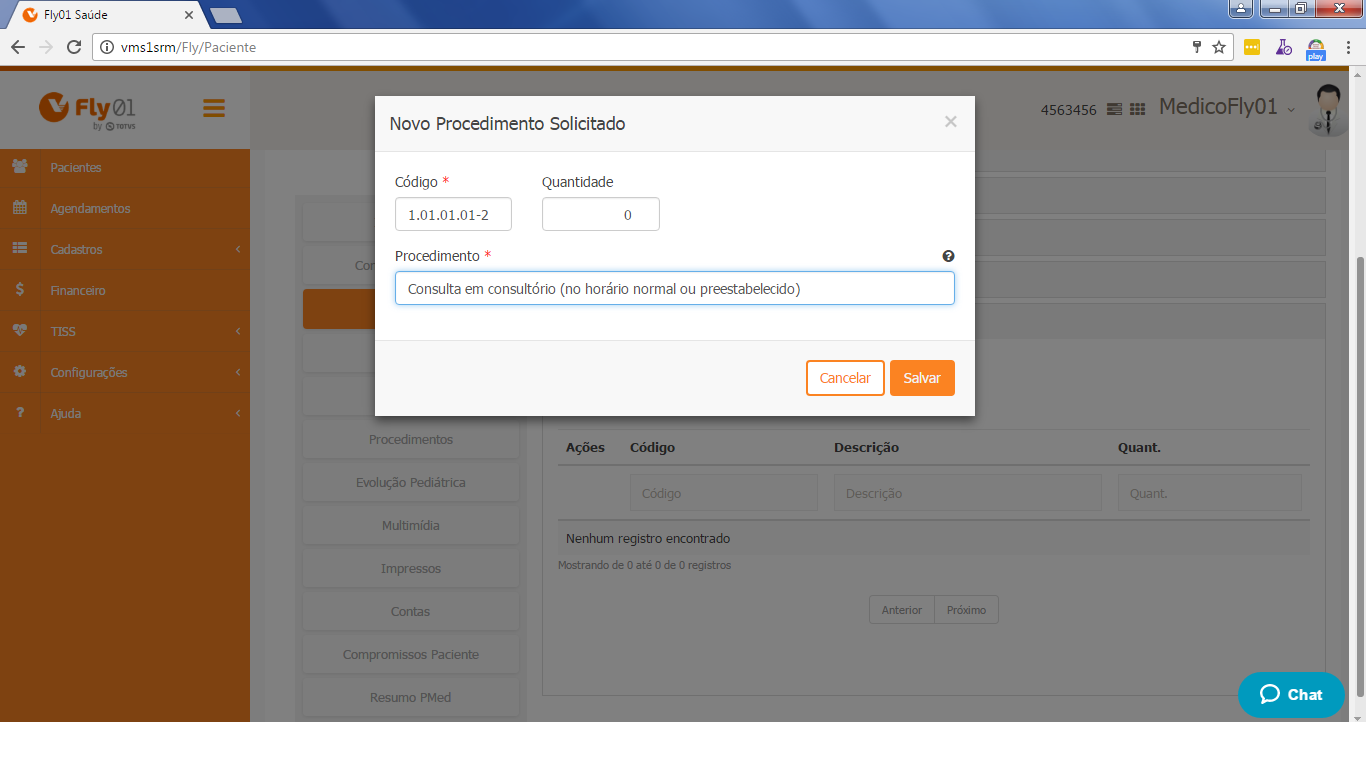 Fly01 Saúde
vms1srm/Fly/Paciente
play
Fly01
by TOTVS
4563456 MedicoFly01
Pacientes
Agendamentos
Cadastros
Financeiro
TISS
Configurações
Ajuda
Novo Procedimento Solicitado
Código * Quantidade
1.01.01.01-2 0
Procedimento *
Consulta em consultório (no horário normal ou preestabelecido)
Cancelar Salvar
Con
Procedimentos
Evolução Pediátrica
Multimídia
Impressos
Contas
Compromissos Paciente
Resumo PMed
Ações Código Descrição Quant.
Código Descrição Quant.
Nenhum registro encontrado
Mostrando de 0 até 0 de 0 registros
Anterior Próximo
Chat